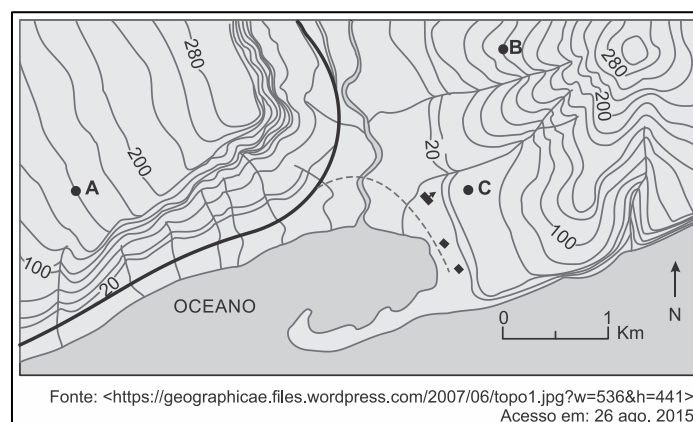 280
B
280
200
200
20
A
C
100
100
20
OCEANO
0 1
Km
N
Fonte: <https://geographicae.files.wordpress.com/2007/06/topo1.jpg?w=536&h=441>
Acesso em: 26 ago, 2015